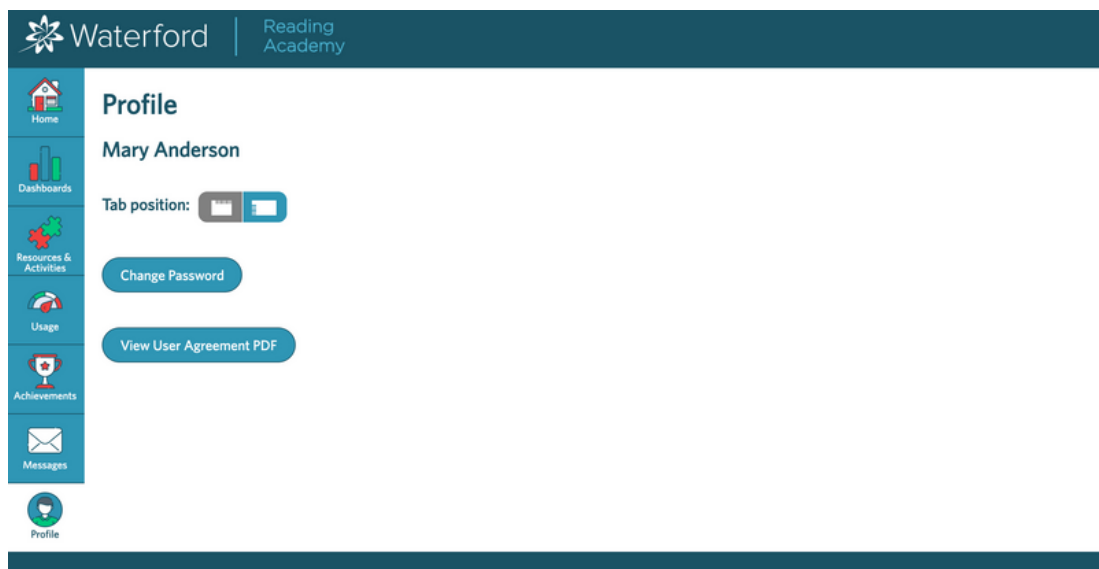 Waterford
Reading
Academy
Home
Dashboards
Resources &
Activities
Usage
Achievements
Messages
Profile
Profile
Mary Anderson
Tab position:
Change Password
View User Agreement PDF